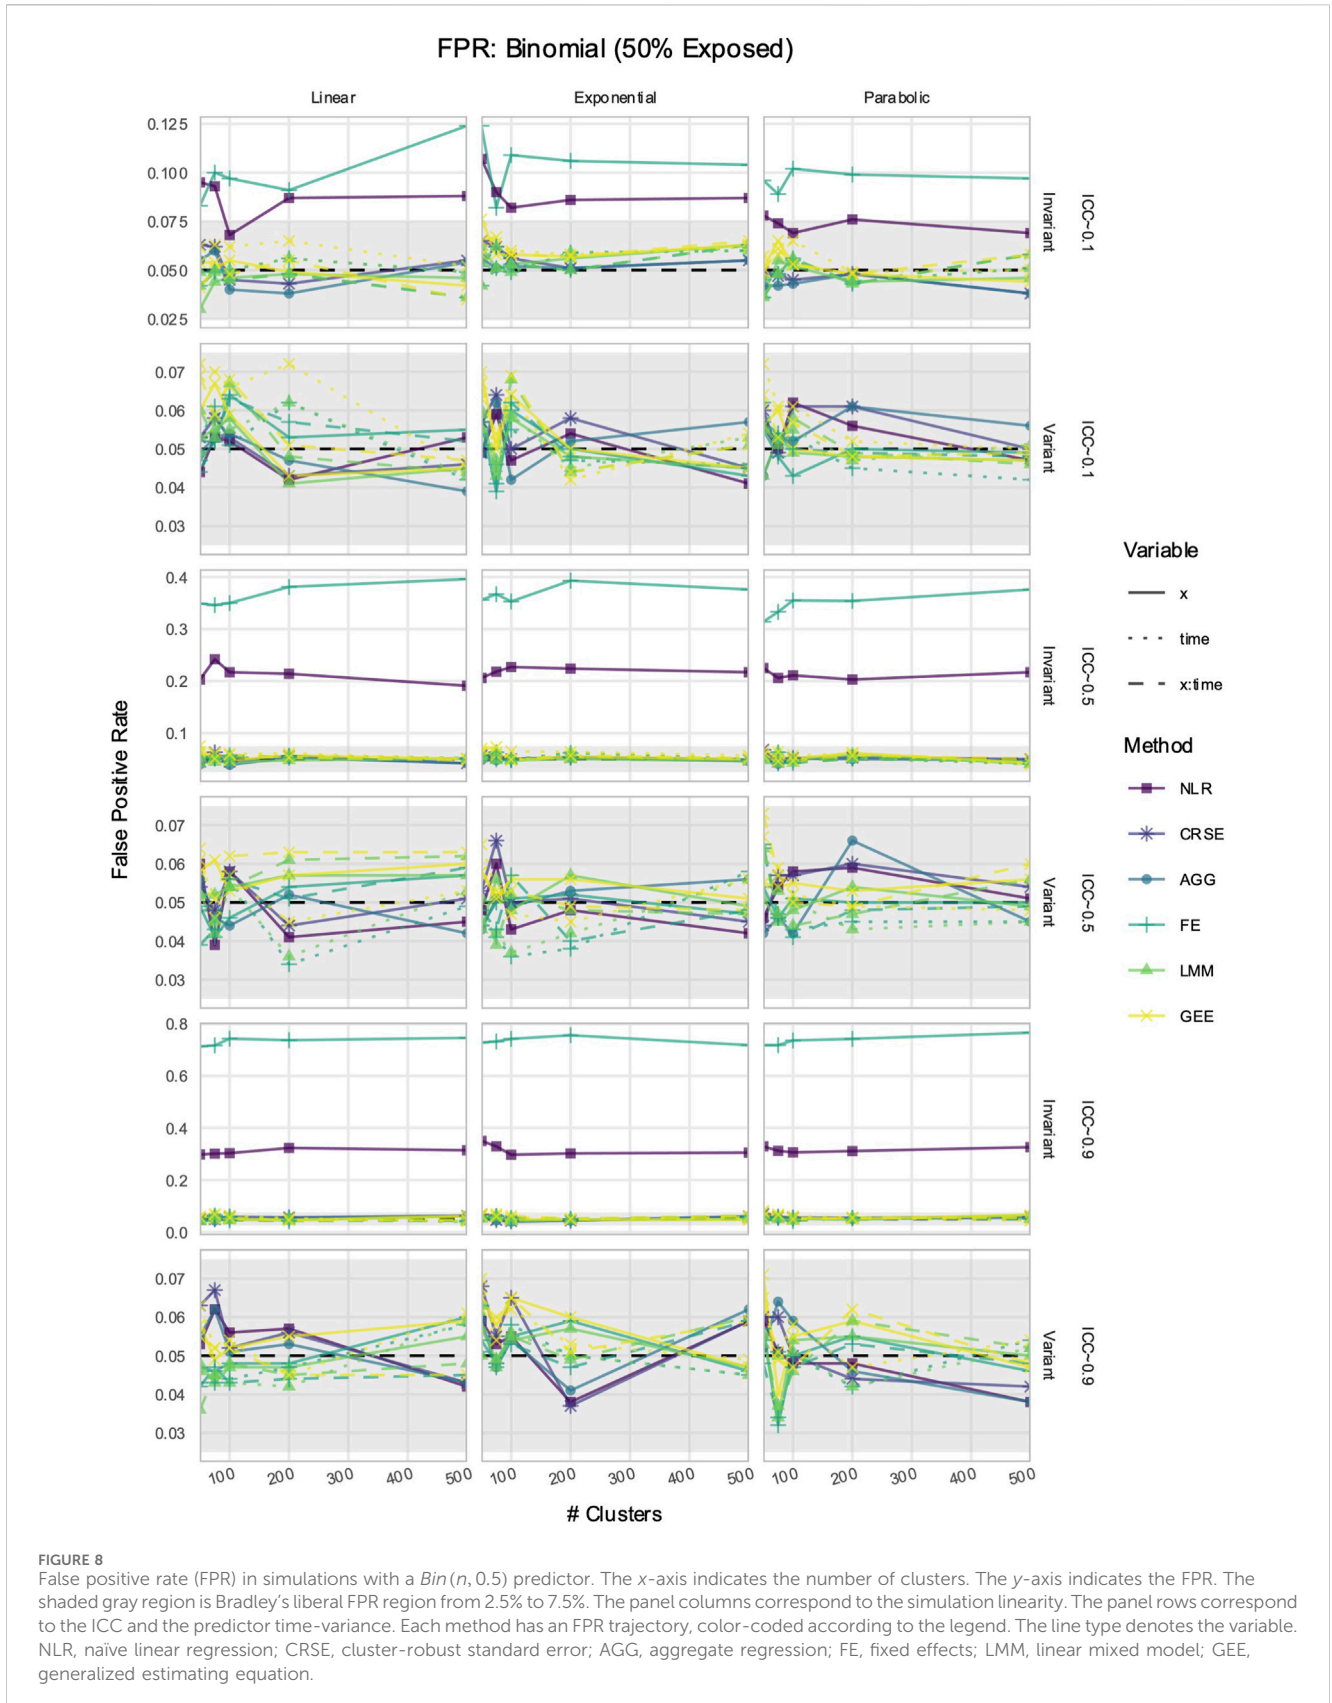 FPR: Binomial (50% Exposed)
Linear
Exponential
Parabolic
0.125
0.100
0.075
0.050
0.025
Invariant
ICC~0.1
0.07
0.06
0.05
0.04
0.03
Variant
ICC~0.1
0.4
0.3
0.2
0.1
Invariant
ICC~0.5
0.07
0.06
0.05
0.04
0.03
Variant
ICC~0.5
0.8
0.6
0.4
0.2
0.0
Invariant
ICC~0.9
0.07
0.06
0.05
0.04
0.03
Variant
ICC~0.9
False Positive Rate
100 200 300 400 500
100 200 300 400 500
100 200 300 400 500
# Clusters
Variable
x
time
x:time
Method
NLR
CRSE
AGG
FE
LMM
GEE
FIGURE 8
False positive rate (FPR) in simulations with a Bin(n, 0.5) predictor. The x-axis indicates the number of clusters. The y-axis indicates the FPR. The
shaded gray region is Bradley's liberal FPR region from 2.5% to 7.5%. The panel columns correspond to the simulation linearity. The panel rows correspond
to the ICC and the predictor time-variance. Each method has an FPR trajectory, color-coded according to the legend. The line type denotes the variable.
NLR, naïve linear regression; CRSE, cluster-robust standard error; AGG, aggregate regression; FE, fixed effects; LMM, linear mixed model; GEE,
generalized estimating equation.